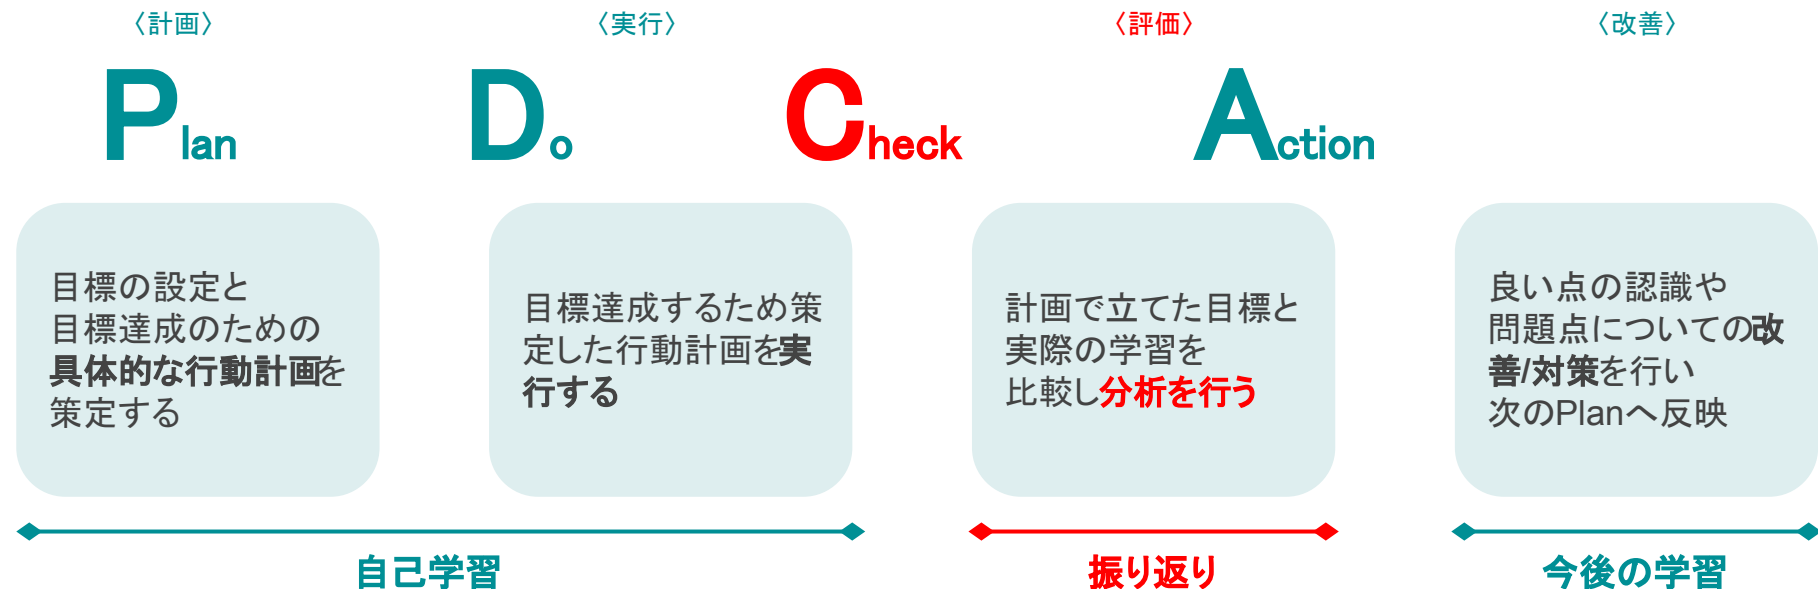 〈計画〉
〈実行〉
〈評価〉
〈改善〉
Plan
Do
Check
Action
目標の設定と
目標達成のための
具体的な行動計画を
策定する
目標達成するため策
定した行動計画を実
行する
計画で立てた目標と
実際の学習を
比較し分析を行う
良い点の認識や
問題点についての改
善/対策を行い
次のPlanへ反映
自己学習
振り返り
今後の学習